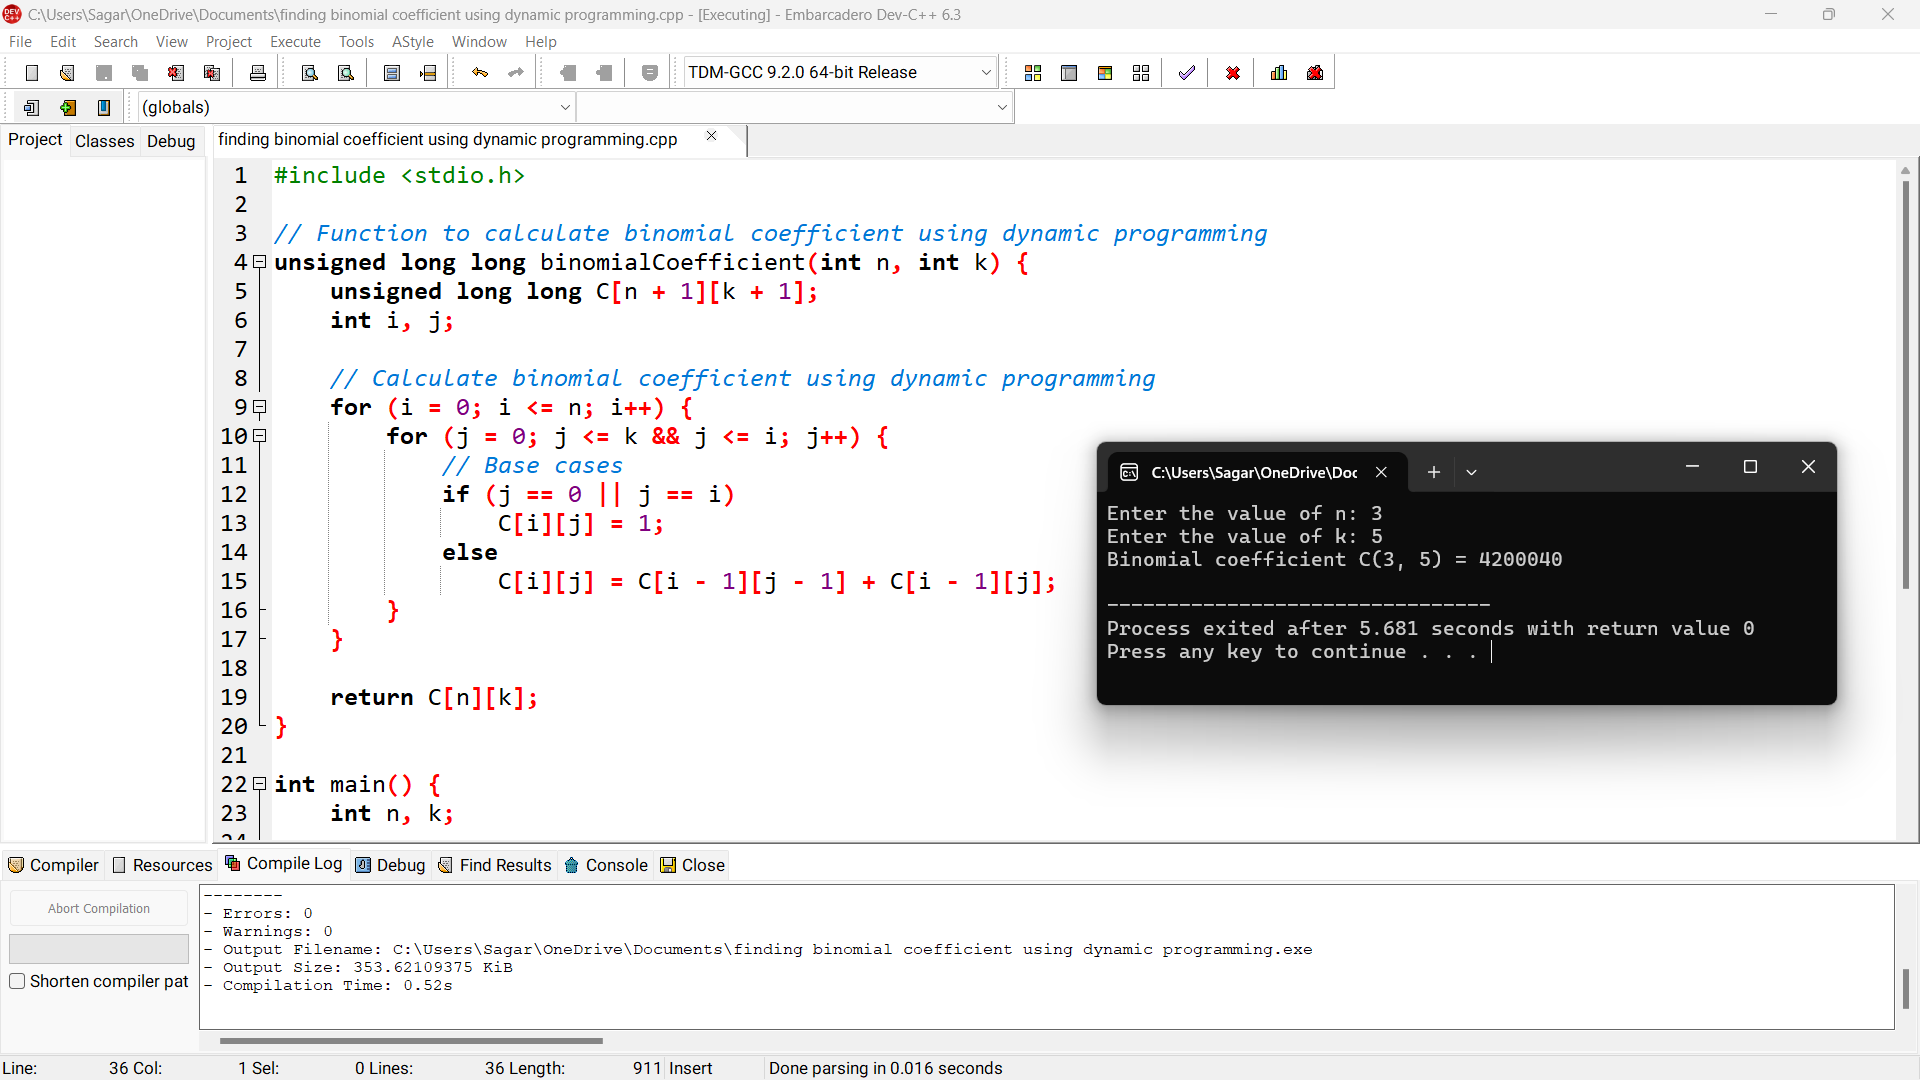 C:\Users\Sagar\OneDrive\Documents\finding binomial coefficient using dynamic programming.cpp - [Executing] - Embarcadero Dev-C++ 6.3
File Edit Search View Project Execute Tools AStyle Window Help
TDM-GCC 9.2.0 64-bit Release
(globals)
Project Classes Debug
finding binomial coefficient using dynamic programming.cpp
1 #include <stdio.h>
2
3 // Function to calculate binomial coefficient using dynamic programming
4 unsigned long long binomialCoefficient(int n, int k) {
5 unsigned long long C[n + 1][k + 1];
6 int i, j;
7
8 // Calculate binomial coefficient using dynamic programming
9 for (i = 0; i <= n; i++) {
10 for (j = 0; j <= k && j <= i; j++) {
11 // Base cases
12 if (j == 0 || j == i)
13 C[i][j] = 1;
14 else
15 C[i][j] = C[i - 1][j - 1] + C[i - 1][j];
16 }
17 }
18
19 return C[n][k];
20 }
21
22 int main() {
23 int n, k;
24
C:\Users\Sagar\OneDrive\Doc
Enter the value of n: 3
Enter the value of k: 5
Binomial coefficient C(3, 5) = 4200040
--------------------------------
Process exited after 5.681 seconds with return value 0
Press any key to continue . . .
Compiler Resources Compile Log Debug Find Results Console Close
Abort Compilation
Shorten compiler pat
--------
- Errors: 0
- Warnings: 0
- Output Filename: C:\Users\Sagar\OneDrive\Documents\finding binomial coefficient using dynamic programming.exe
- Output Size: 353.62109375 KiB
- Compilation Time: 0.52s
Line: 36 Col: 1 Sel: 0 Lines: 36 Length: 911 Insert Done parsing in 0.016 seconds